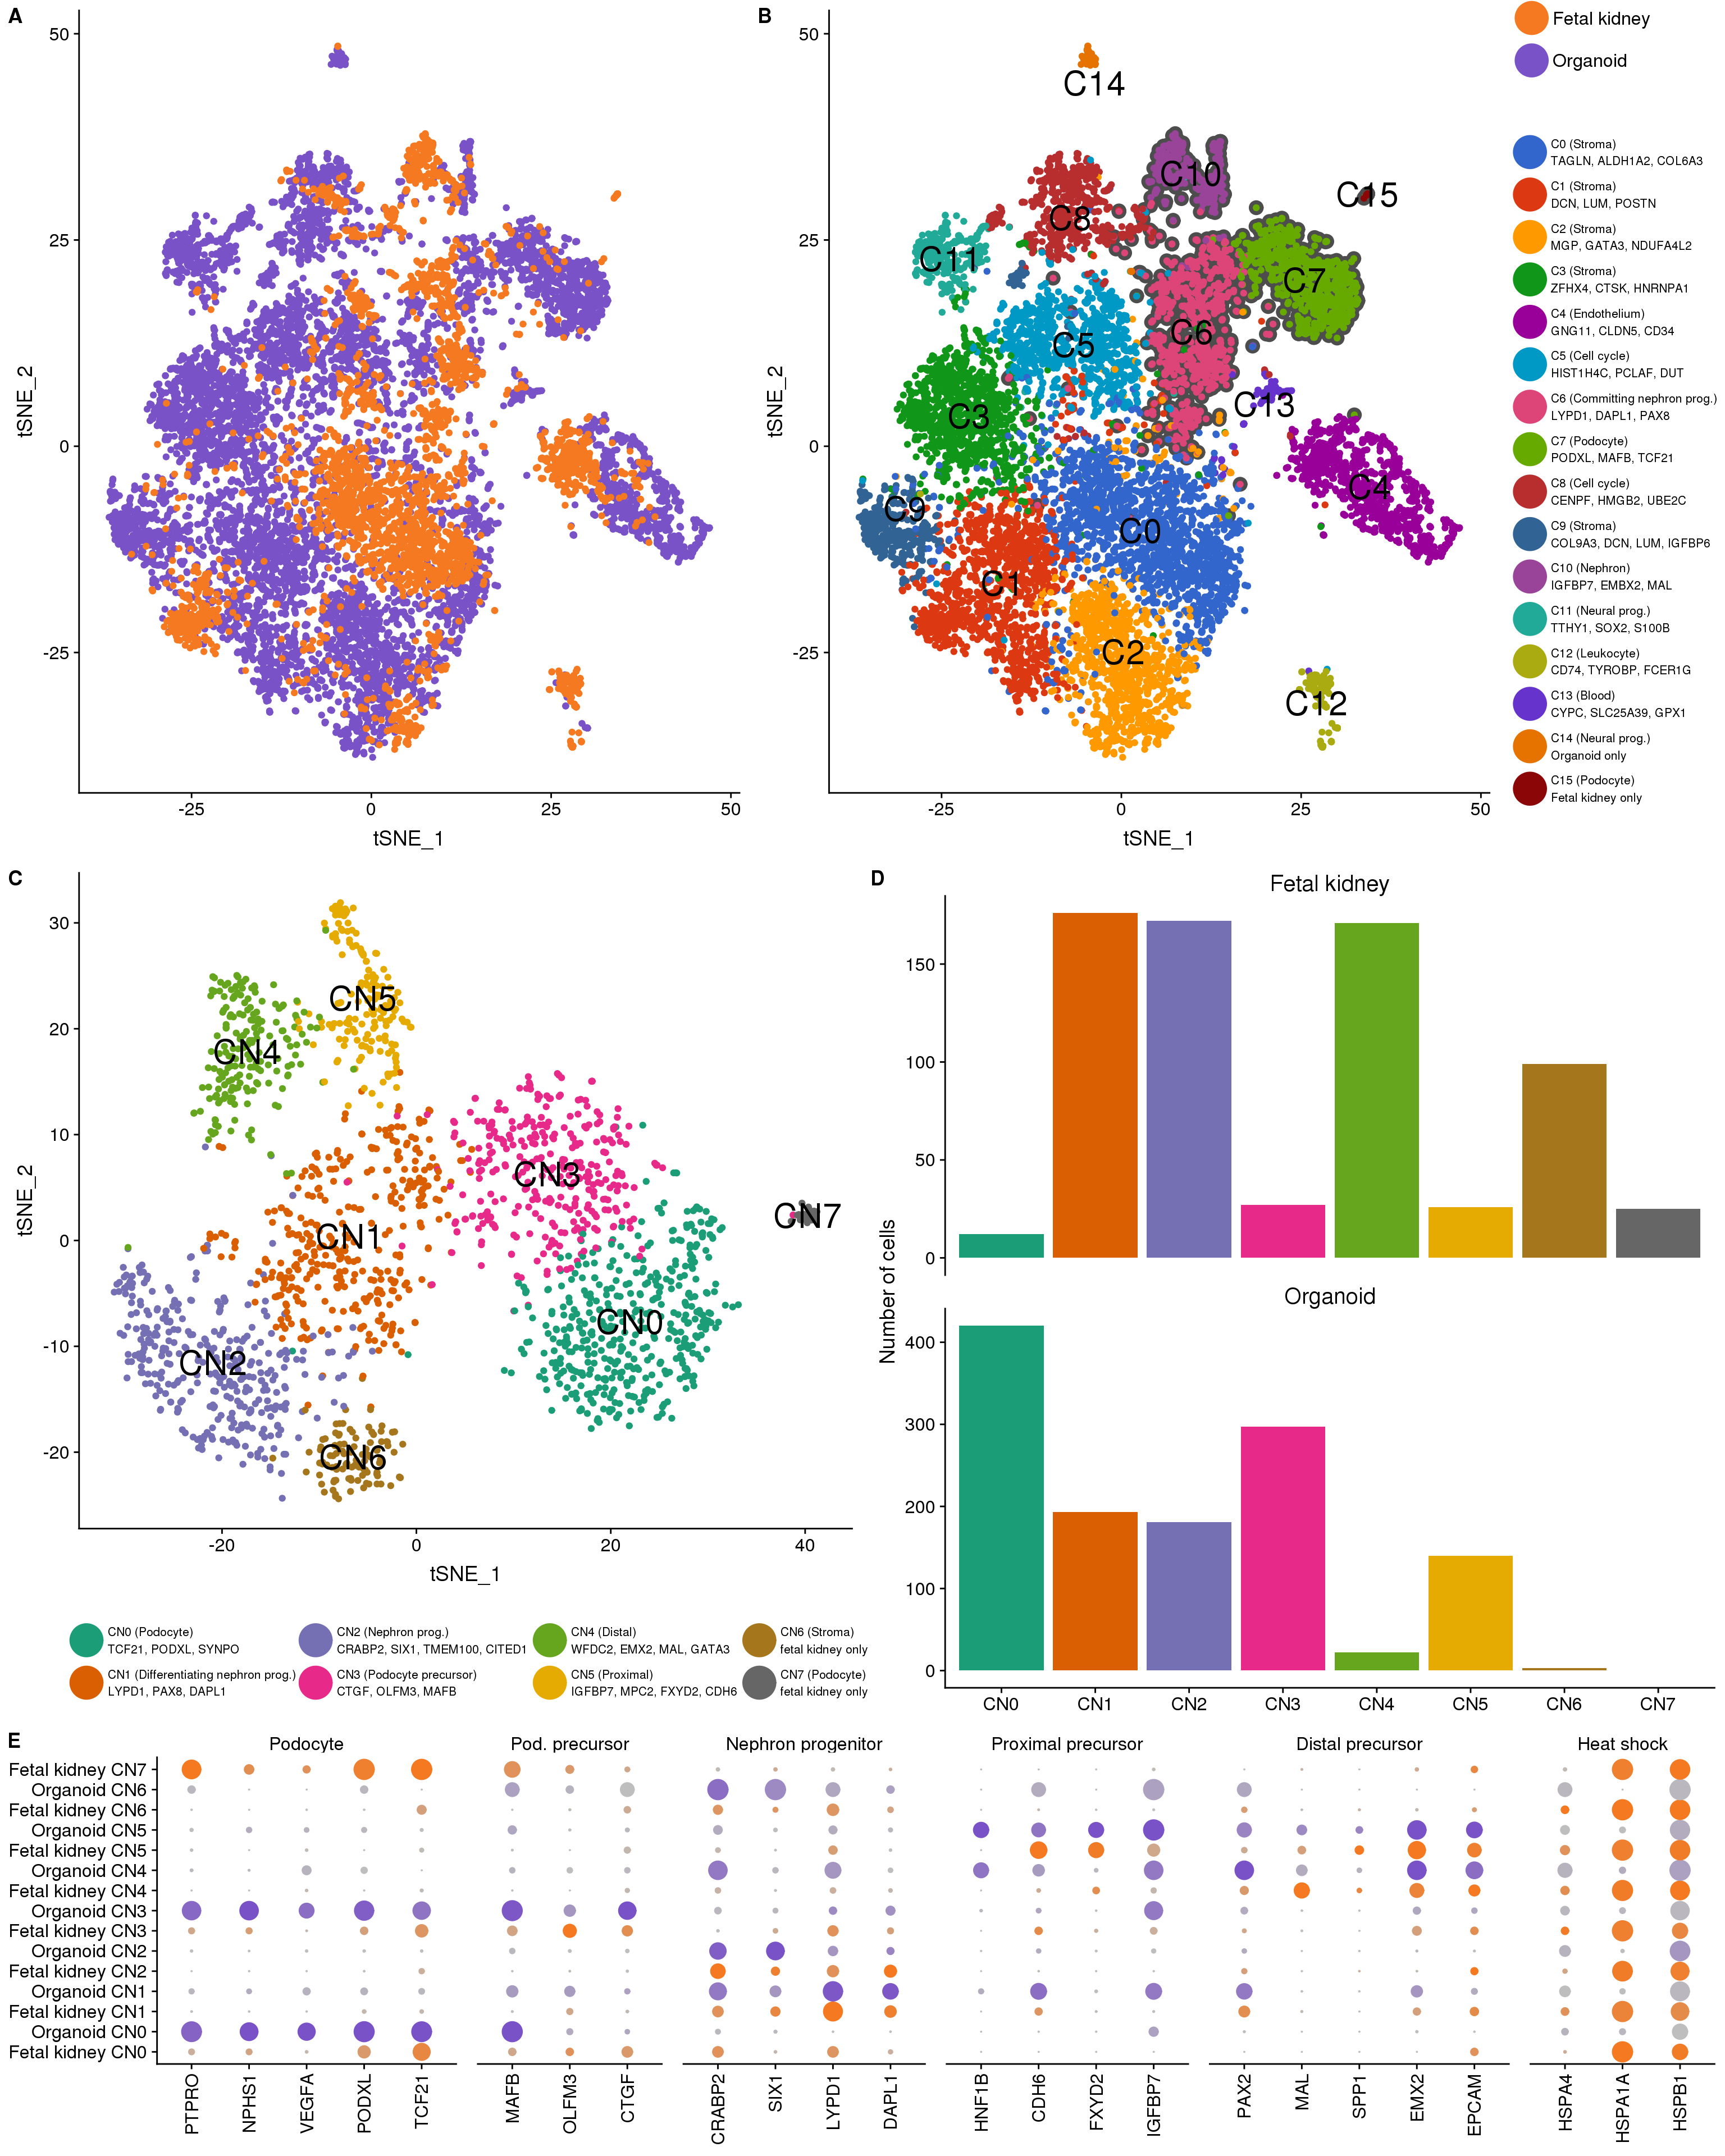 A
50
25
0
-25
tSNE_2
-25
0
25
50
tSNE_1
B
50
25
0
-25
tSNE_2
-25
0
25
50
tSNE_1
C14
C10
C15
C8
C11
C7
C6
C5
C13
C3
C4
C9
C0
C1
C2
C12
Fetal kidney
Organoid
C0 (Stroma)
TAGLN, ALDH1A2, COL6A3
C1 (Stroma)
DCN, LUM, POSTN
C2 (Stroma)
MGP, GATA3, NDUFA4L2
C3 (Stroma)
ZFHX4, CTSK, HNRNPA1
C4 (Endothelium)
GNG11, CLDN5, CD34
C5 (Cell cycle)
HIST1H4C, PCLAF, DUT
C6 (Committing nephron prog.)
LYPD1, DAPL1, PAX8
C7 (Podocyte)
PODXL, MAFB, TCF21
C8 (Cell cycle)
CENPF, HMGB2, UBE2C
C9 (Stroma)
COL9A3, DCN, LUM, IGFBP6
C10 (Nephron)
IGFBP7, EMBX2, MAL
C11 (Neural prog.)
TTHY1, SOX2, S100B
C12 (Leukocyte)
CD74, TYROBP, FCER1G
C13 (Blood)
CYPC, SLC25A39, GPX1
C14 (Neural prog.)
Organoid only
C15 (Podocyte)
Fetal kidney only
C
30
20
10
0
-10
-20
tSNE_2
-20
0
20
40
tSNE_1
CN5
CN4
CN3
CN7
CN1
CN0
CN2
CN6
CN0 (Podocyte)
TCF21, PODXL, SYNPO
CN1 (Differentiating nephron prog.)
LYPD1, PAX8, DAPL1
CN2 (Nephron prog.)
CRABP2, SIX1, TMEM100, CITED1
CN3 (Podocyte precursor)
CTGF, OLFM3, MAFB
CN4 (Distal)
WFDC2, EMX2, MAL, GATA3
CN5 (Proximal)
IGFBP7, MPC2, FXYD2, CDH6
CN6 (Stroma)
fetal kidney only
CN7 (Podocyte)
fetal kidney only
D
Fetal kidney
150
100
50
0
Number of cells
Organoid
400
300
200
100
0
CN0
CN1
CN2
CN3
CN4
CN5
CN6
CN7
E
Podocyte
Pod. precursor
Nephron progenitor
Proximal precursor
Distal precursor
Heat shock
Fetal kidney CN7
Organoid CN6
Fetal kidney CN6
Organoid CN5
Fetal kidney CN5
Organoid CN4
Fetal kidney CN4
Organoid CN3
Fetal kidney CN3
Organoid CN2
Fetal kidney CN2
Organoid CN1
Fetal kidney CN1
Organoid CN0
Fetal kidney CN0
PTPRO
NPHS1
VEGFA
PODXL
TCF21
MAFB
OLFM3
CTGF
CRABP2
SIX1
LYPD1
DAPL1
HNF1B
CDH6
FXYD2
IGFBP7
PAX2
MAL
SPP1
EMX2
EPCAM
HSPA4
HSPA1A
HSPB1